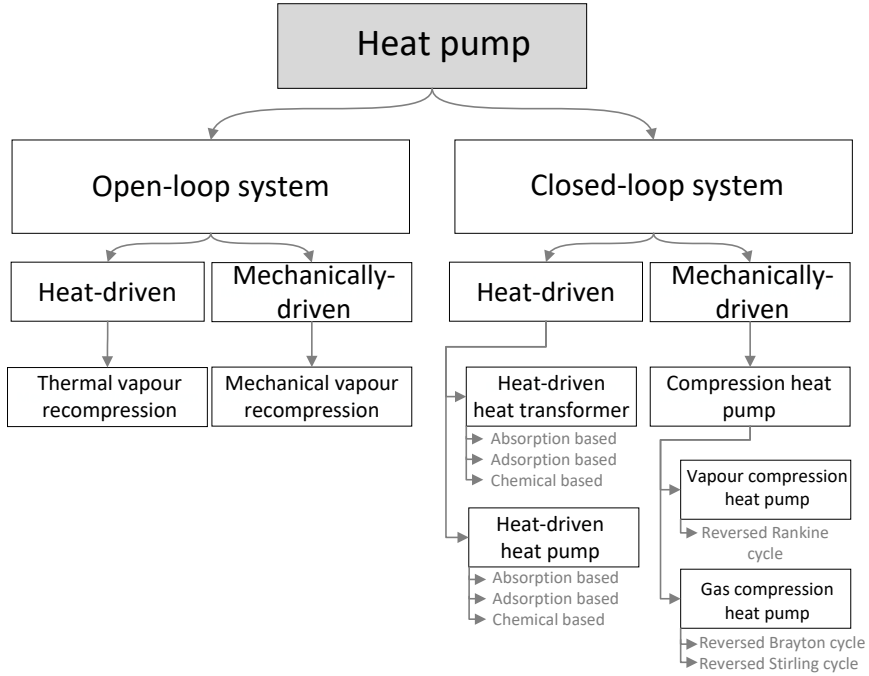 Heat pump
Open-loop system
Closed-loop system
Heat-driven
Mechanically-
driven
Heat-driven
Mechanically-
driven
Thermal vapour
recompression
Mechanical vapour
recompression
Heat-driven
heat transformer
Absorption based
Adsorption based
Chemical based
Heat-driven
heat pump
Absorption based
Adsorption based
Chemical based
Compression heat
pump
Vapour compression
heat pump
Reversed Rankine
cycle
Gas compression
heat pump
Reversed Brayton cycle
Reversed Stirling cycle